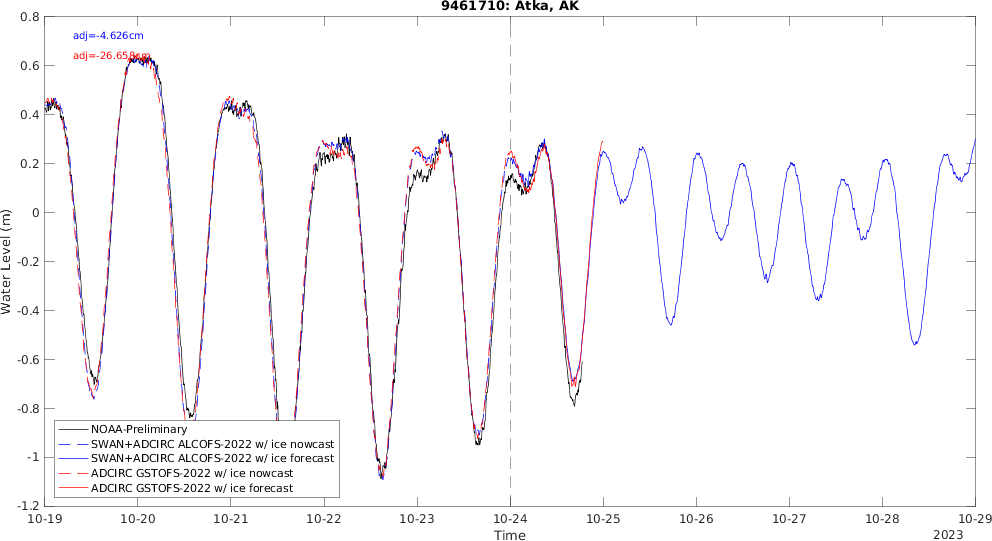 9461710: Atka, AK
adj=-4.626cm
adj=-26.658cm
Water Level (m)
0.8
0.6
0.4
0.2
0
-0.2
-0.4
-0.6
-0.8
-1
-1.2
NOAA-Preliminary
SWAN+ADCIRC ALCOFS-2022 w/ ice nowcast
SWAN+ADCIRC ALCOFS-2022 w/ ice forecast
ADCIRC GSTOFS-2022 w/ ice nowcast
ADCIRC GSTOFS-2022 w/ ice forecast
10-19 10-20 10-21 10-22 10-23 10-24 10-25 10-26 10-27 10-28 10-29
Time
2023